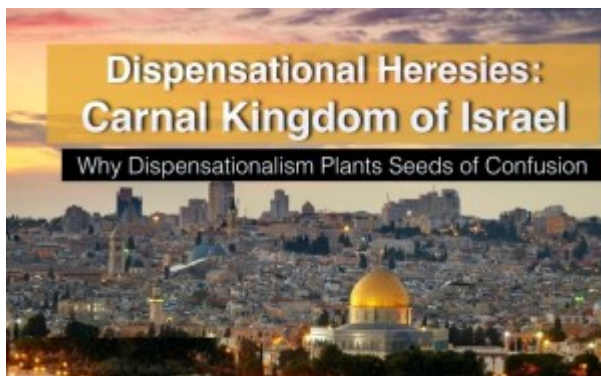 Dispensational Heresies:
Carnal Kingdom of Israel
Why Dispensationalism Plants Seeds of Confusion